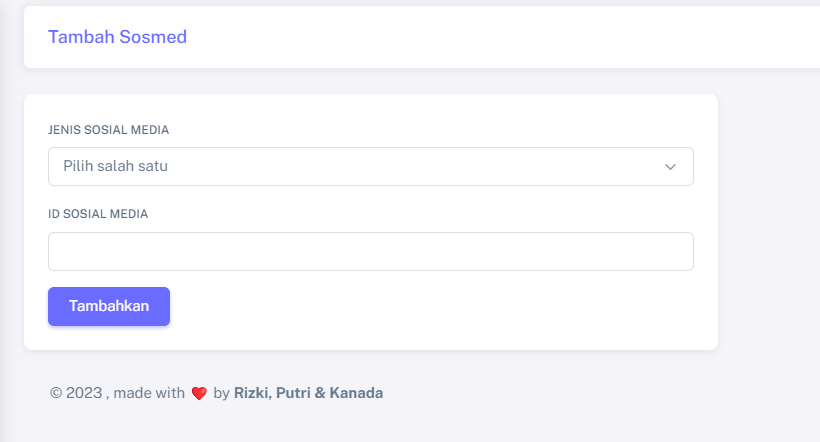 Tambah Sosmed
JENIS SOSIAL MEDIA
Pilih salah satu
ID SOSIAL MEDIA
Tambahkan
© 2023 , made with ❤️ by Rizki, Putri & Kanada